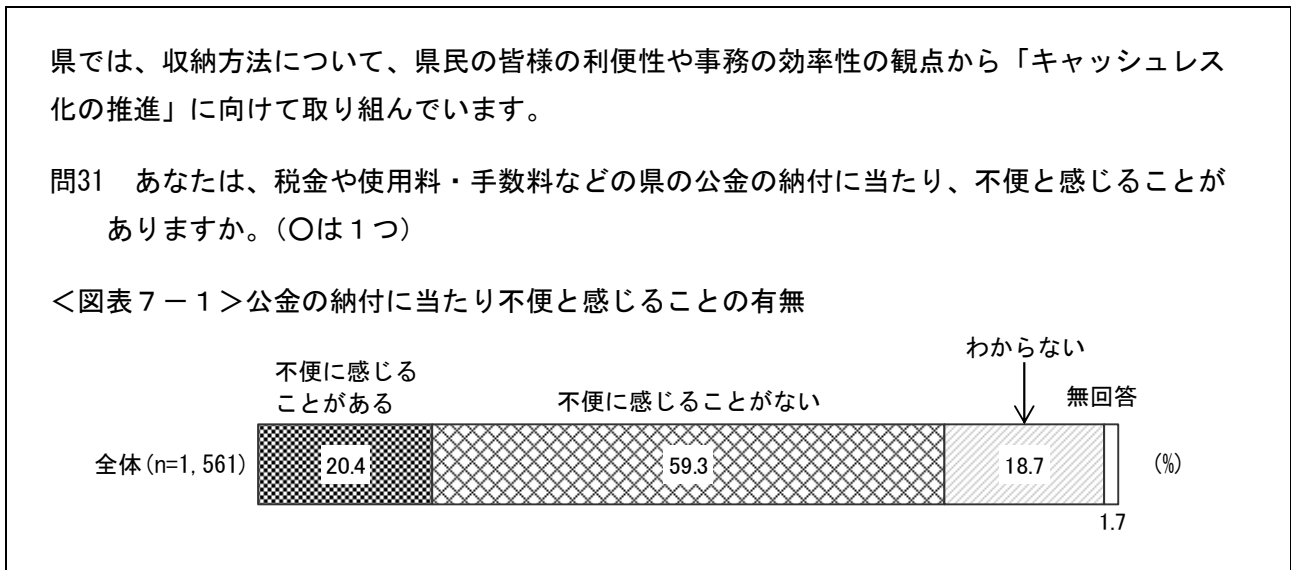 県では、収納方法について、県民の皆様の利便性や事務の効率性の観点から「キャッシュレス
化の推進」に向けて取り組んでいます。
問31　あなたは、税金や使用料・手数料などの県の公金の納付に当たり、不便と感じることが
ありますか。（〇は１つ）
＜図表７－１＞公金の納付に当たり不便と感じることの有無
わからない
不便に感じる
ことがある
不便に感じることがない
無回答
全体(n=1,561)
20.4
59.3
18.7
(%)
1.7